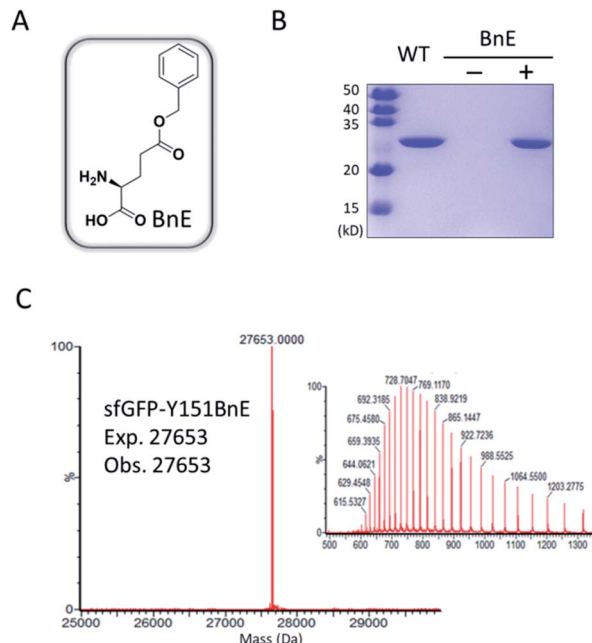 A
O
O
H₂N
HO
O
BnE
B
BnE
WT
−
+
50
40
35
20
15
(kD)
C
27653.0000
100
%
0
sfGFP-Y151BnE
Exp. 27653
Obs. 27653
25000 26000 27000 28000 29000
Mass (Da)
100
%
0
728.7047
769.1170
692.3185
838.9219
675.4580
865.1447
659.3935
922.7236
644.0621
988.5525
629.4548
1064.5500
615.5327
1203.2775
500 600 700 800 900 1000 1100 1200 1300